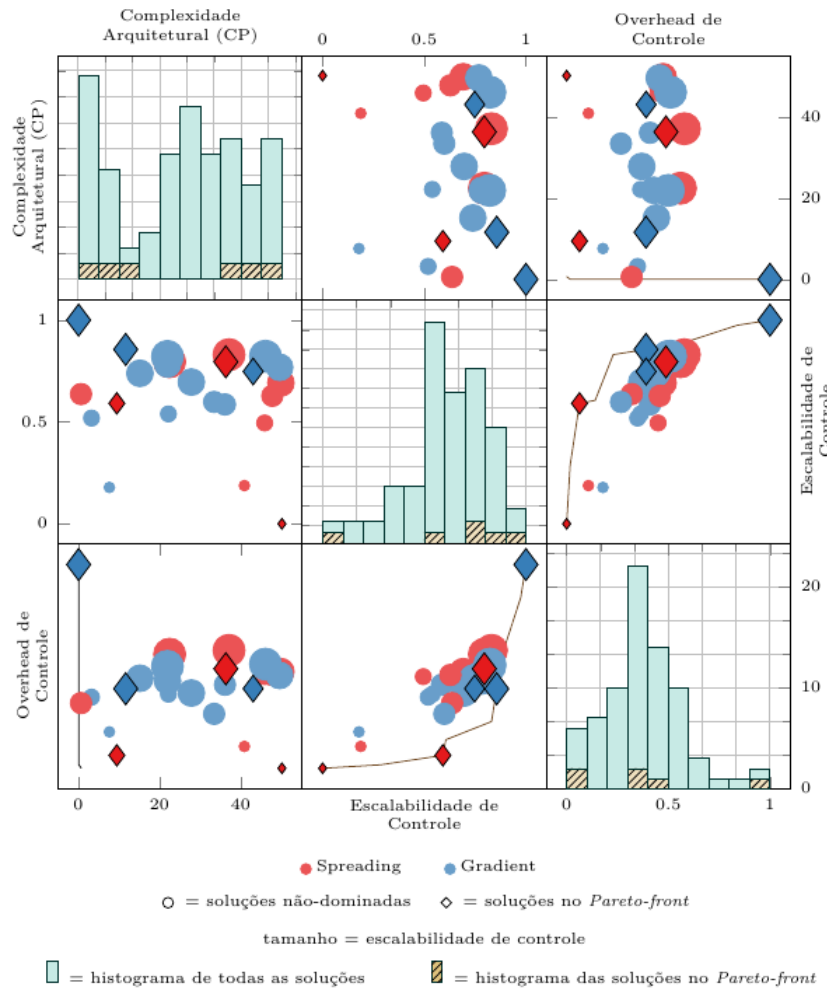 Complexidade
Arquitetural (CP)
0 0.5 1
Overhead de
Controle
Complexidade
Arquitetural (CP)
40
20
0
1
0.5
0
Escalabilidade de
Controle
Overhead de
Controle
20
10
0
0 20 40
Escalabilidade de
Controle
0 0.5 1
Spreading Gradient
= soluções não-dominadas = soluções no Pareto-front
tamanho = escalabilidade de controle
= histograma de todas as soluções = histograma das soluções no Pareto-front